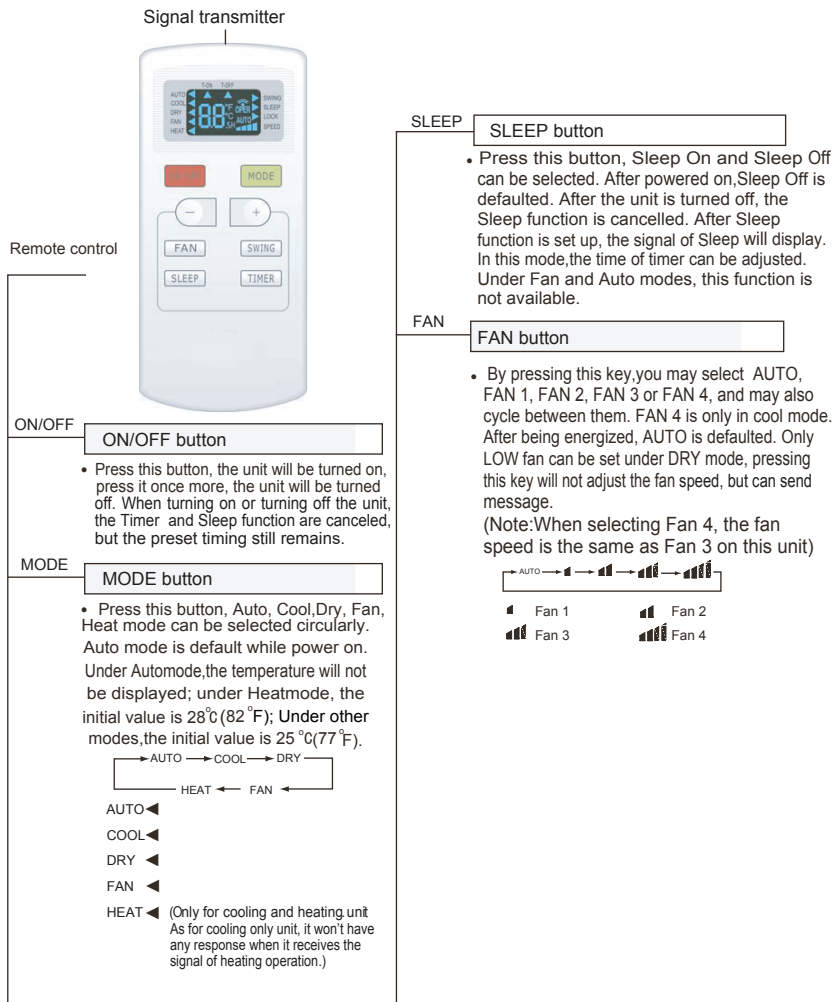 Signal transmitter
T-ON T-OFF
AUTO
COOL
DRY
FAN
HEAT
88
°F
°C
.5H
OPER
AUTO
SWING
SLEEP
LOCK
SPEED
MODE
−
+
FAN
SWING
SLEEP
TIMER
Remote control
ON/OFF
ON/OFF button
• Press this button, the unit will be turned on,
press it once more, the unit will be turned
off. When turning on or turning off the unit,
the Timer and Sleep function are canceled,
but the preset timing still remains.
MODE
MODE button
• Press this button, Auto, Cool,Dry, Fan,
Heat mode can be selected circularly.
Auto mode is default while power on.
Under Automode,the temperature will not
be displayed; under Heatmode, the
initial value is 28°C(82 °F); Under other
modes,the initial value is 25 °C(77 °F).
AUTO COOL DRY
HEAT FAN
AUTO
COOL
DRY
FAN
HEAT (Only for cooling and heating.unit
As for cooling only unit, it won't have
any response when it receives the
signal of heating operation.)
SLEEP
SLEEP button
• Press this button, Sleep On and Sleep Off
can be selected. After powered on,Sleep Off is
defaulted. After the unit is turned off, the
Sleep function is cancelled. After Sleep
function is set up, the signal of Sleep will display.
In this mode,the time of timer can be adjusted.
Under Fan and Auto modes, this function is
not available.
FAN
FAN button
• By pressing this key,you may select AUTO,
FAN 1, FAN 2, FAN 3 or FAN 4, and may also
cycle between them. FAN 4 is only in cool mode.
After being energized, AUTO is defaulted. Only
LOW fan can be set under DRY mode, pressing
this key will not adjust the fan speed, but can send
message.
(Note:When selecting Fan 4, the fan
speed is the same as Fan 3 on this unit)
AUTO
Fan 1 Fan 2
Fan 3 Fan 4